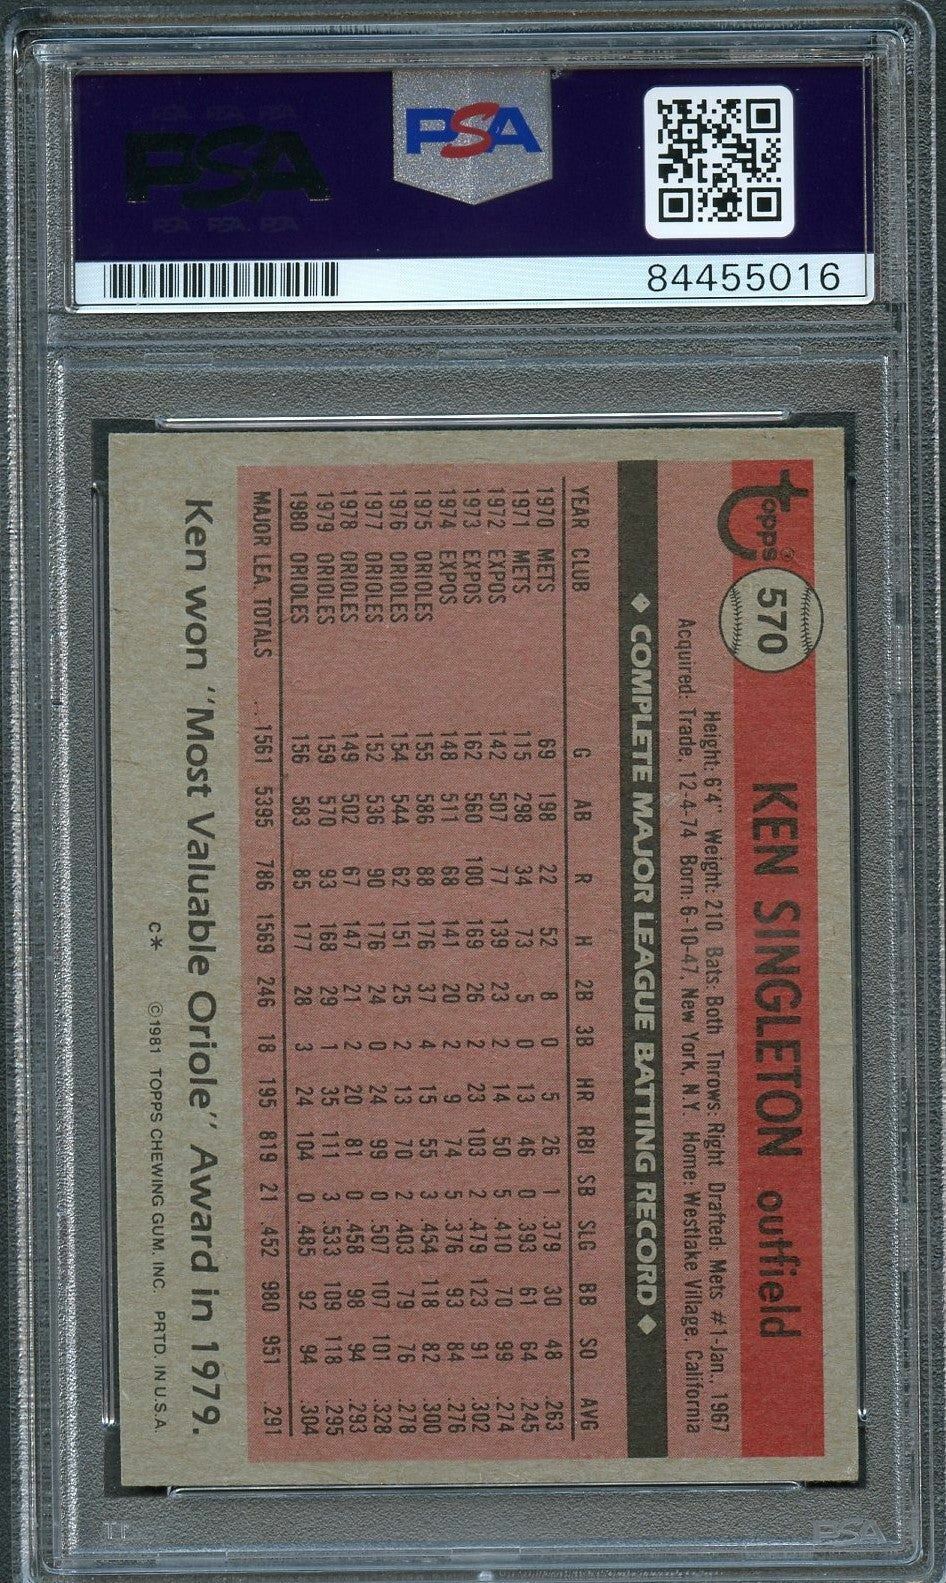 PSA
PSA
PSA PSA PSA
84455016
topps®
570
KEN SINGLETON outfield
Height: 6'4" Weight: 210 Bats: Both Throws: Right Drafted: Mets #1-Jan., 1967
Acquired: Trade, 12-4-74 Born: 6-10-47, New York, N.Y. Home: Westlake Village, California
◆ COMPLETE MAJOR LEAGUE BATTING RECORD ◆
YEAR CLUB G AB R H 2B 3B HR RBI SB SLG BB SO AVG
1970 METS 69 198 22 52 8 0 5 26 1 .379 30 48 .263
1971 METS 115 298 34 73 5 0 13 46 0 .393 61 64 .245
1972 EXPOS 142 507 77 139 23 2 14 50 5 .410 70 99 .274
1973 EXPOS 162 560 100 169 26 2 23 103 2 .479 123 91 .302
1974 EXPOS 148 511 68 141 20 2 9 74 5 .376 93 84 .276
1975 ORIOLES 155 586 88 176 37 4 15 55 3 .454 118 82 .300
1976 ORIOLES 154 544 62 151 25 2 13 70 2 .403 79 76 .278
1977 ORIOLES 152 536 90 176 24 0 24 99 0 .507 107 101 .328
1978 ORIOLES 149 502 67 147 21 2 20 81 0 .458 98 94 .293
1979 ORIOLES 159 570 93 168 29 1 35 111 3 .533 109 118 .295
1980 ORIOLES 156 583 85 177 28 3 24 104 0 .485 92 94 .304
MAJOR LEA. TOTALS ....1561 5395 786 1569 246 18 195 819 21 .452 980 951 .291
Ken won "Most Valuable Oriole" Award in 1979.
C* ©1981 TOPPS CHEWING GUM, INC. PRTD. IN U.S.A.
PSA